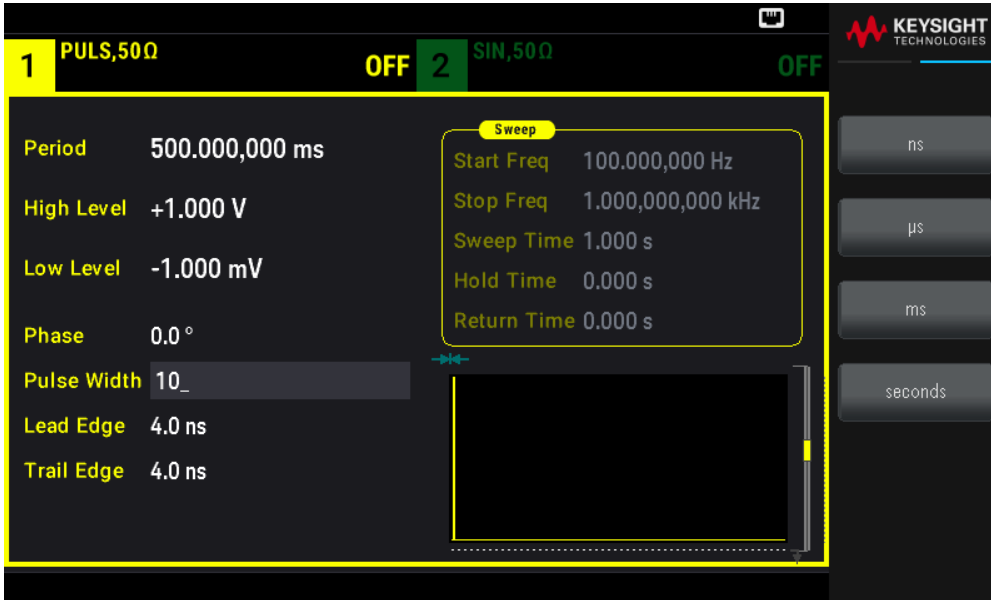 KEYSIGHT
TECHNOLOGIES
1 PULS,50Ω OFF
2 SIN,50Ω OFF
Period 500.000,000 ms
High Level +1.000 V
Low Level -1.000 mV
Phase 0.0 °
Pulse Width 10_
Lead Edge 4.0 ns
Trail Edge 4.0 ns
Sweep
Start Freq 100.000,000 Hz
Stop Freq 1.000,000,000 kHz
Sweep Time 1.000 s
Hold Time 0.000 s
Return Time 0.000 s
ns
µs
ms
seconds